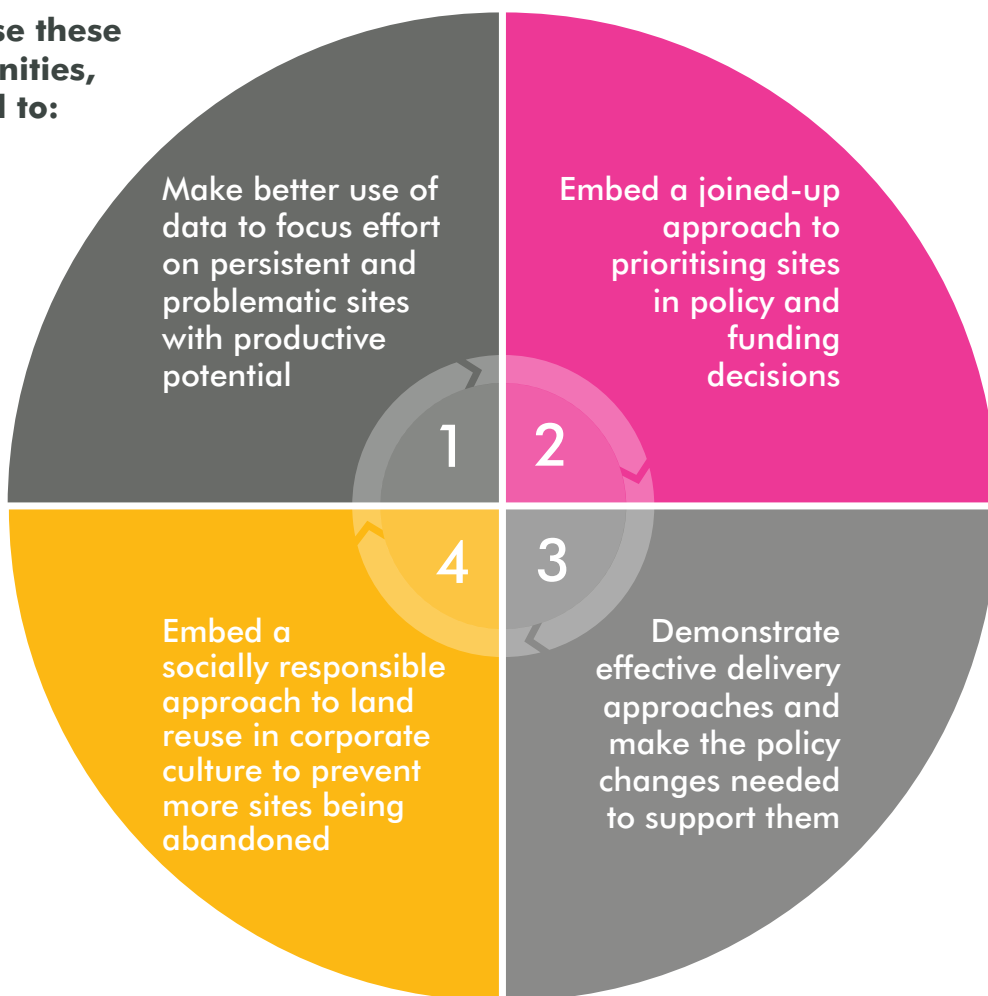 se these
nities,
l to:
Make better use of
data to focus effort
on persistent and
problematic sites
with productive
potential
1
Embed a joined-up
approach to
prioritising sites
in policy and
funding
decisions
2
Demonstrate
effective delivery
approaches and
make the policy
changes needed
to support them
3
Embed a
socially responsible
approach to land
reuse in corporate
culture to prevent
more sites being
abandoned
4